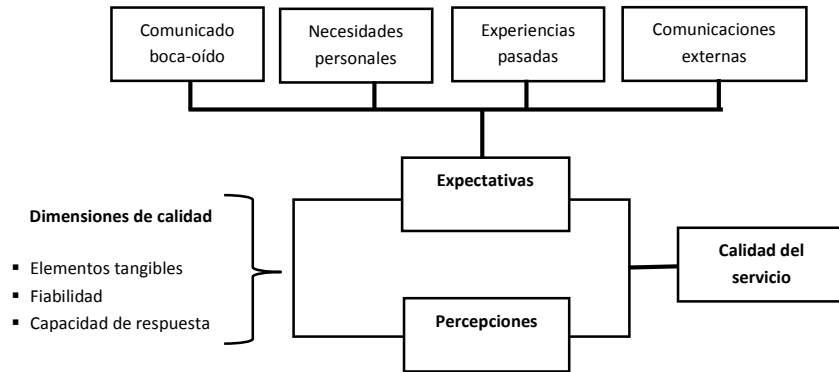 Comunicado
boca-oído
Necesidades
personales
Experiencias
pasadas
Comunicaciones
externas
Expectativas
Dimensiones de calidad
▪ Elementos tangibles
▪ Fiabilidad
▪ Capacidad de respuesta
Calidad del
servicio
Percepciones